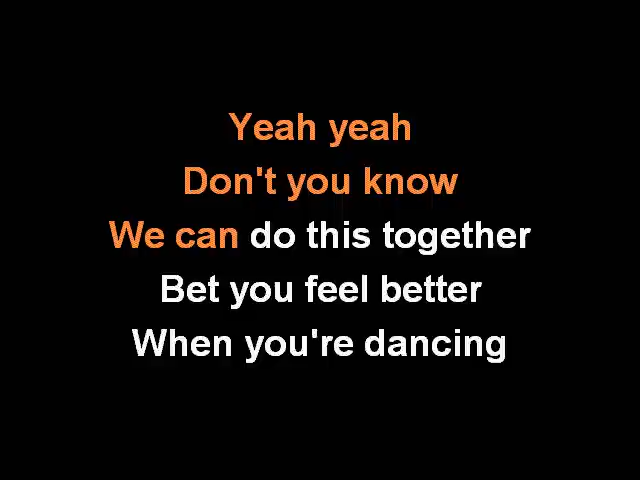 Yeah yeah
Don't you know
We can do this together
Bet you feel better
When you're dancing